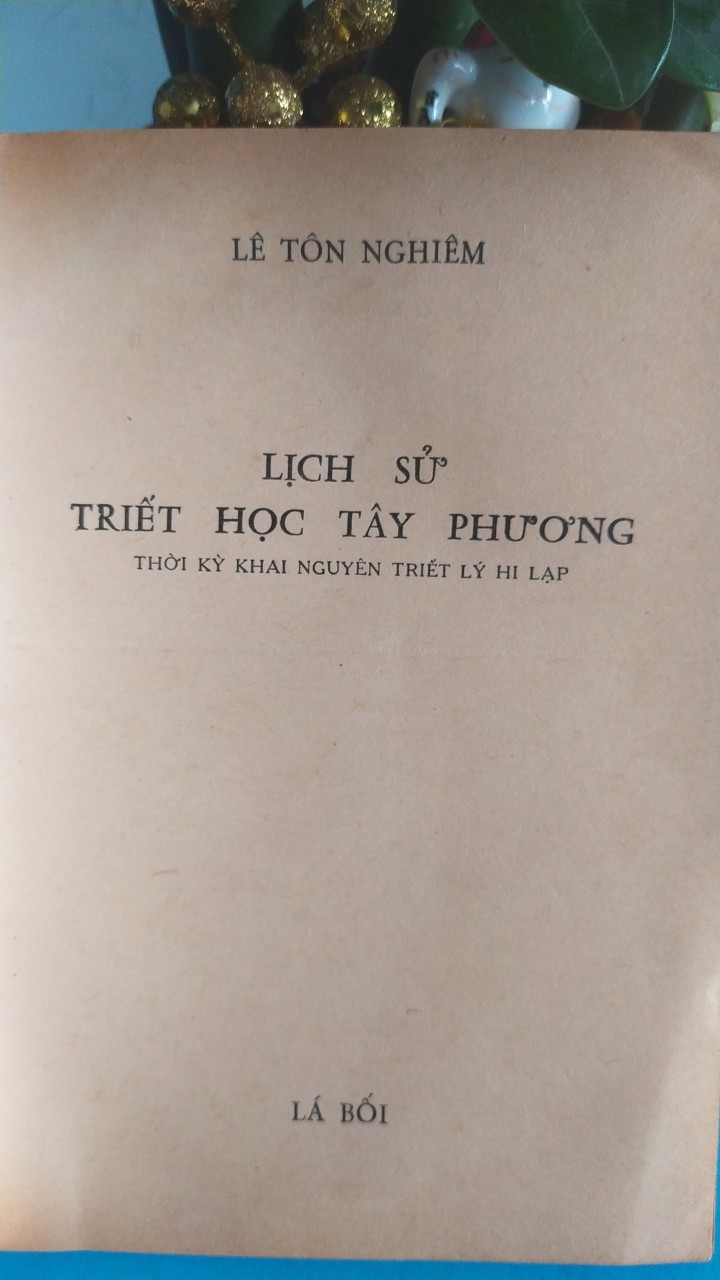 LÊ TÔN NGHIÊM
LỊCH SỬ
TRIẾT HỌC TÂY PHƯƠNG
THỜI KỲ KHAI NGUYÊN TRIẾT LÝ HI LẠP
LÁ BỐI